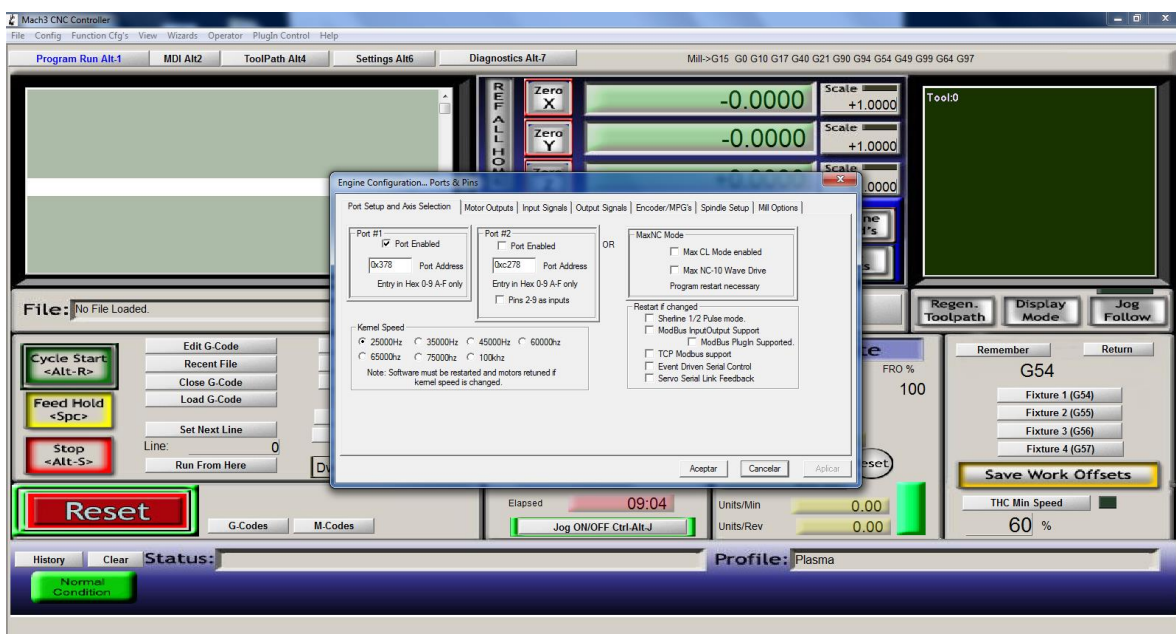 Mach3 CNC Controller
File Config Function Cfg's View Wizards Operator PlugIn Control Help
Program Run Alt-1 MDI Alt2 ToolPath Alt4 Settings Alt6 Diagnostics Alt-7 Mill->G15 G0 G10 G17 G40 G21 G90 G94 G54 G49 G99 G64 G97
REF ALL HOM
Zero X -0.0000 Scale +1.0000
Zero Y -0.0000 Scale +1.0000
Scale
Tool:0
Engine Configuration... Ports & Pins
Port Setup and Axis Selection Motor Outputs Input Signals Output Signals Encoder/MPG's Spindle Setup Mill Options
Port #1
Port Enabled
0x378 Port Address
Entry in Hex 0-9 A-F only
Port #2
Port Enabled
0xc278 Port Address
Entry in Hex 0-9 A-F only
Pins 2-9 as inputs
OR
MaxNC Mode
Max CL Mode enabled
Max NC-10 Wave Drive
Program restart necessary
Restart if changed
Sherline 1/2 Pulse mode.
ModBus InputOutput Support
ModBus PlugIn Supported.
TCP Modbus support
Event Driven Serial Control
Servo Serial Link Feedback
Kernel Speed
25000Hz 35000Hz 45000Hz 60000hz
65000hz 75000hz 100khz
Note: Software must be restarted and motors retuned if
kernel speed is changed.
Aceptar Cancelar Aplicar
File: No File Loaded.
Regen. Toolpath Display Mode Jog Follow
Cycle Start
<Alt-R>
Feed Hold
<Spc>
Stop
<Alt-S>
Edit G-Code
Recent File
Close G-Code
Load G-Code
Set Next Line
Line: 0
Run From Here
FRO %
100
Remember Return
G54
Fixture 1 (G54)
Fixture 2 (G55)
Fixture 3 (G56)
Fixture 4 (G57)
Save Work Offsets
Reset
G-Codes M-Codes
Elapsed 09:04
Jog ON/OFF Ctrl-Alt-J
Units/Min 0.00
Units/Rev 0.00
THC Min Speed
60 %
History Clear Status: Profile: Plasma
Normal
Condition